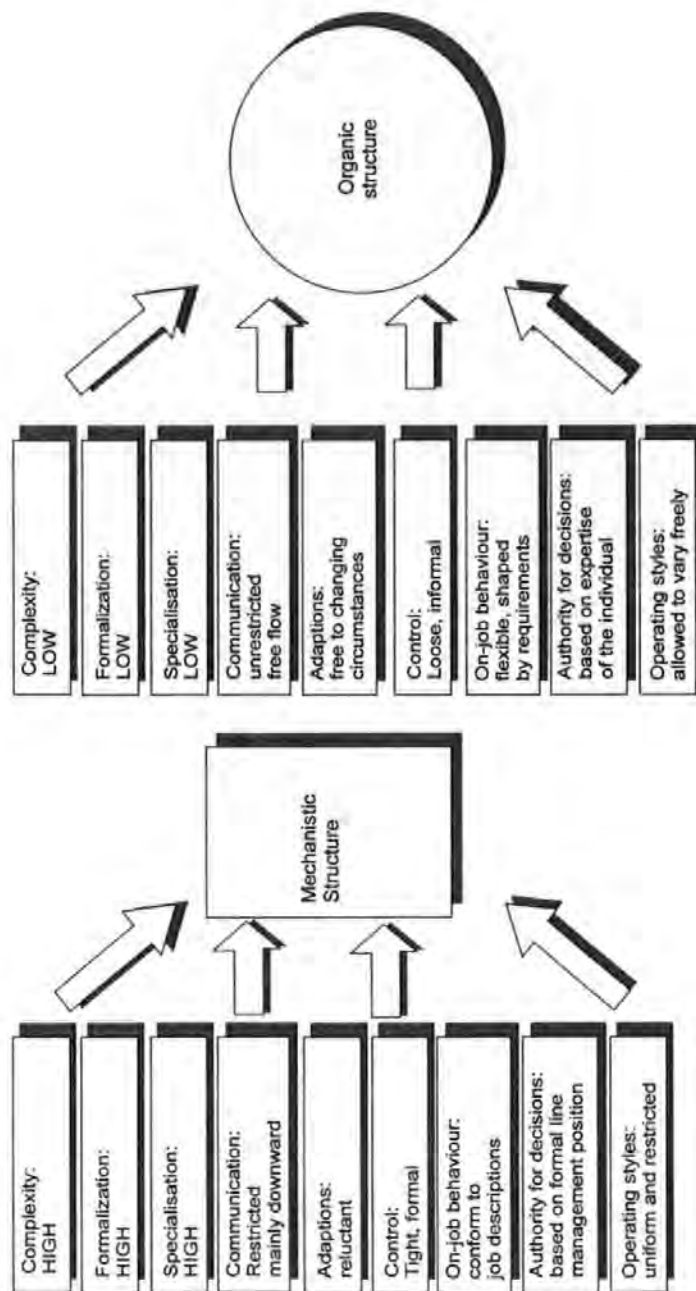 Complexity:
HIGH
Formalization:
HIGH
Specialisation:
HIGH
Communication:
Restricted
mainly downward
Adaptions:
reluctant
Control:
Tight, formal
On-job behaviour:
conform to
job descriptions
Authority for decisions:
based on formal line
management position
Operating styles:
uniform and restricted
Mechanistic
Structure
Complexity:
LOW
Formalization:
LOW
Specialisation:
LOW
Communication:
unrestricted
free flow
Adaptions:
free to changing
circumstances
Control:
Loose, informal
On-job behaviour:
flexible, shaped
by requirements
Authority for decisions:
based on expertise
of the individual
Operating styles:
allowed to vary freely
Organic
structure